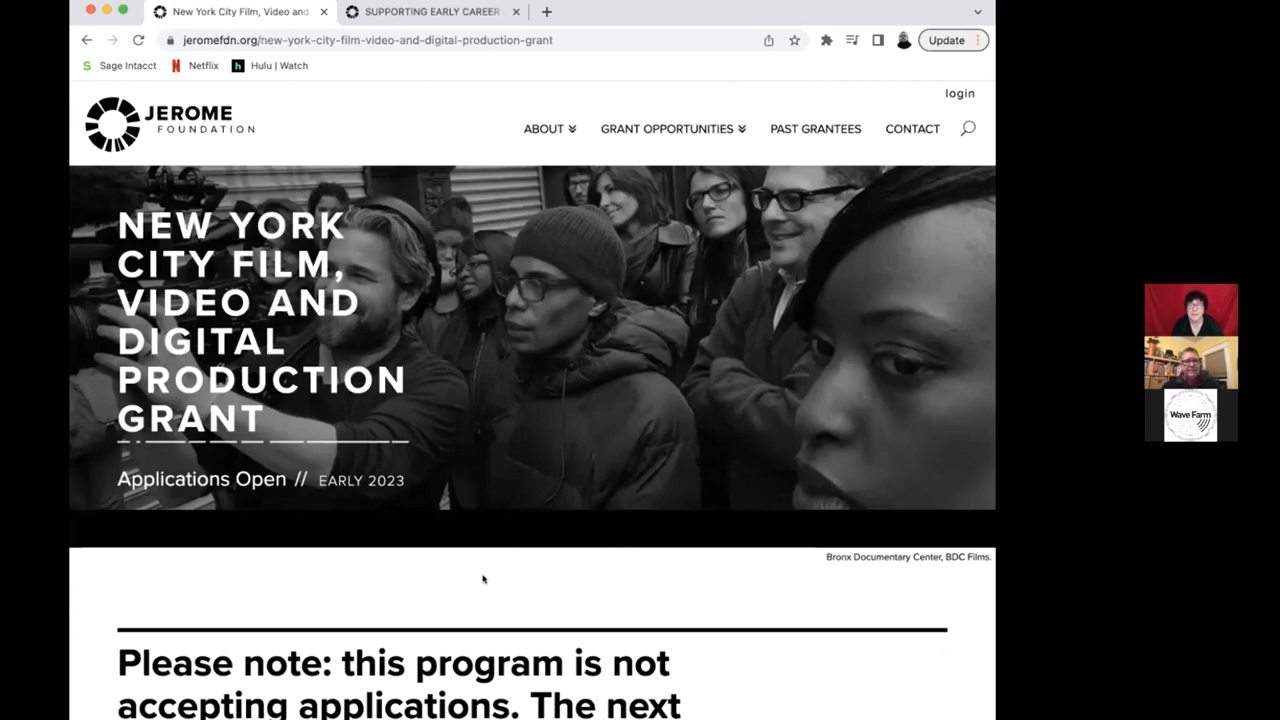 New York City Film, Video and
SUPPORTING EARLY CAREER
jeromefdn.org/new-york-city-film-video-and-digital-production-grant
Update
Sage Intacct
Netflix
Hulu | Watch
login
JEROME
FOUNDATION
ABOUT
GRANT OPPORTUNITIES
PAST GRANTEES
CONTACT
NEW YORK
CITY FILM,
VIDEO AND
DIGITAL
PRODUCTION
GRANT
Applications Open // EARLY 2023
Bronx Documentary Center, BDC Films.
Please note: this program is not
accepting applications. The next
Wave Farm